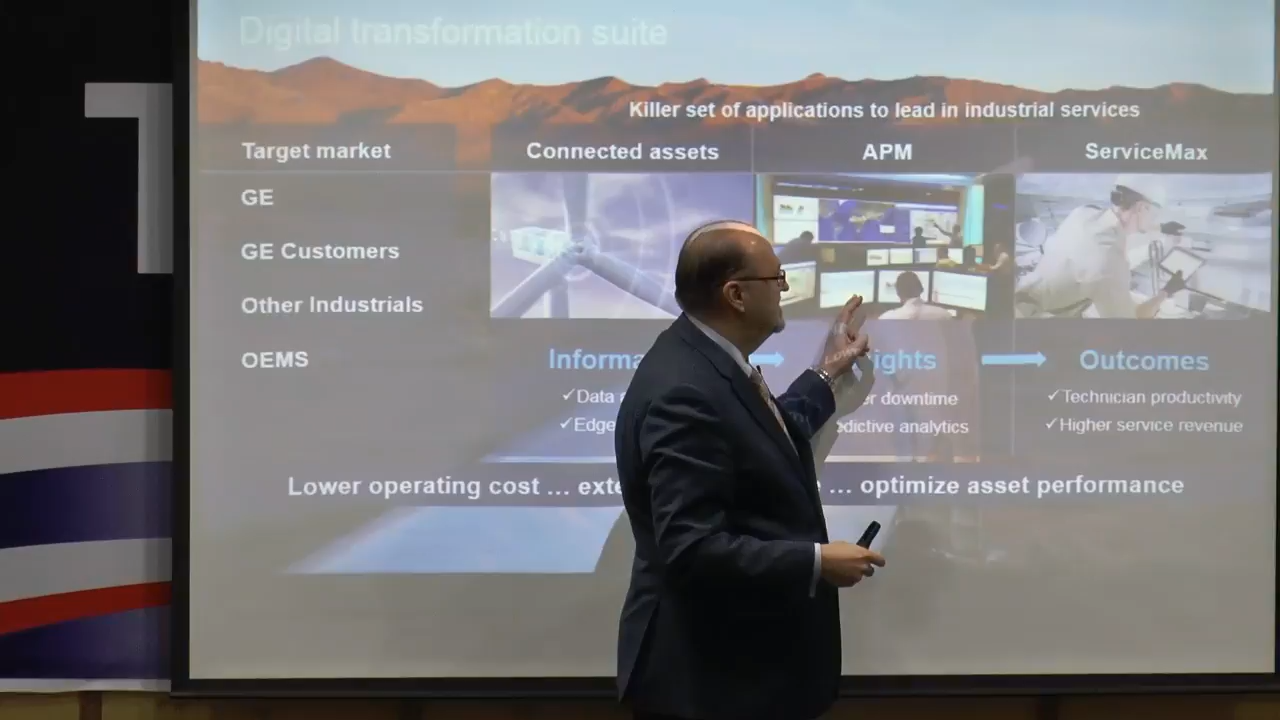 Digital transformation suite
Killer set of applications to lead in industrial services
Target market
Connected assets
APM
ServiceMax
GE
GE Customers
Other Industrials
OEMS
Outcomes
✓Data
✓Edge
downtime
analytics
✓Technician productivity
✓Higher service revenue
Lower operating cost ...
... optimize asset performance
T